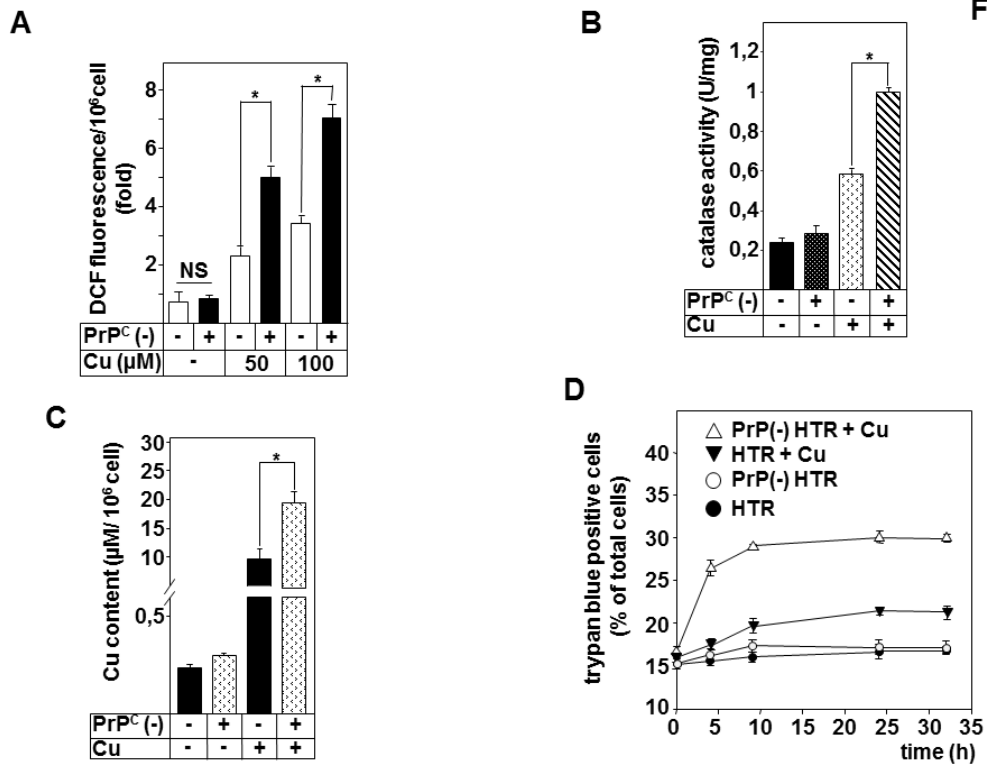 A
DCF fluorescence/10⁶cell
(fold)
8
6
4
2
NS
*
*
PrPᶜ (-) - + - + - +
Cu (µM) - 50 100
B
F
catalase activity (U/mg)
1,2
1
0,8
0,6
0,4
0,2
*
PrPᶜ (-) - + - +
Cu - - + +
C
Cu content (µM/ 10⁶ cell)
30
25
20
15
10
0,5
*
PrPᶜ (-) - + - +
Cu - - + +
D
trypan blue positive cells
(% of total cells)
40
35
30
25
20
15
10
PrP(-) HTR + Cu
HTR + Cu
PrP(-) HTR
HTR
0 5 10 15 20 25 30 35
time (h)